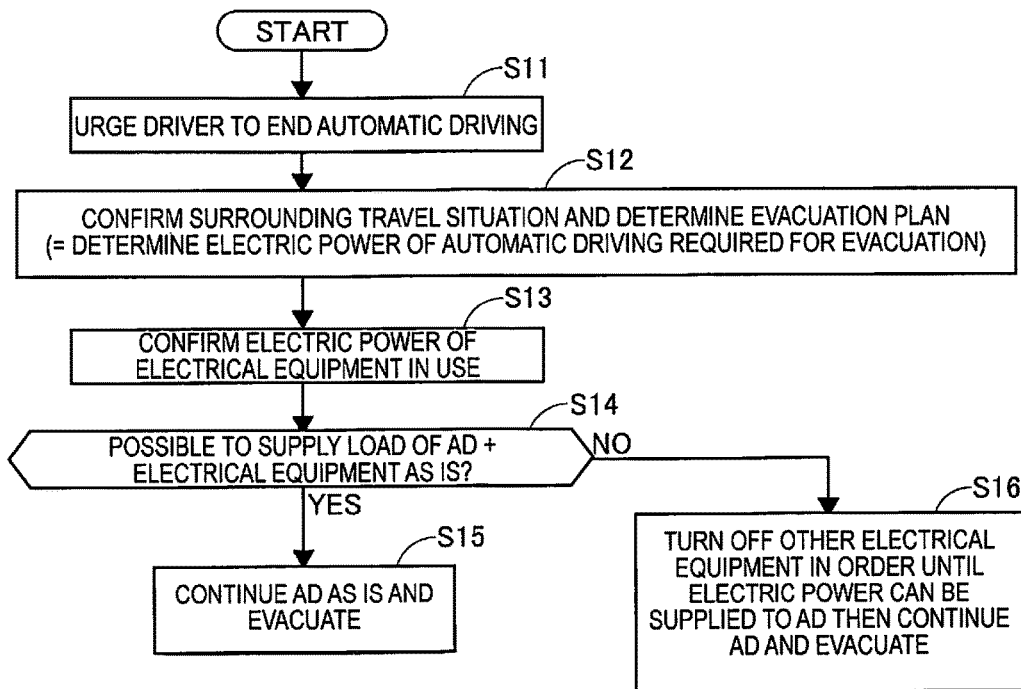 START
S11
URGE DRIVER TO END AUTOMATIC DRIVING
S12
CONFIRM SURROUNDING TRAVEL SITUATION AND DETERMINE EVACUATION PLAN
(= DETERMINE ELECTRIC POWER OF AUTOMATIC DRIVING REQUIRED FOR EVACUATION)
S13
CONFIRM ELECTRIC POWER OF
ELECTRICAL EQUIPMENT IN USE
S14
POSSIBLE TO SUPPLY LOAD OF AD +
ELECTRICAL EQUIPMENT AS IS?
NO
YES
S15
CONTINUE AD AS IS AND
EVACUATE
S16
TURN OFF OTHER ELECTRICAL
EQUIPMENT IN ORDER UNTIL
ELECTRIC POWER CAN BE
SUPPLIED TO AD THEN CONTINUE
AD AND EVACUATE